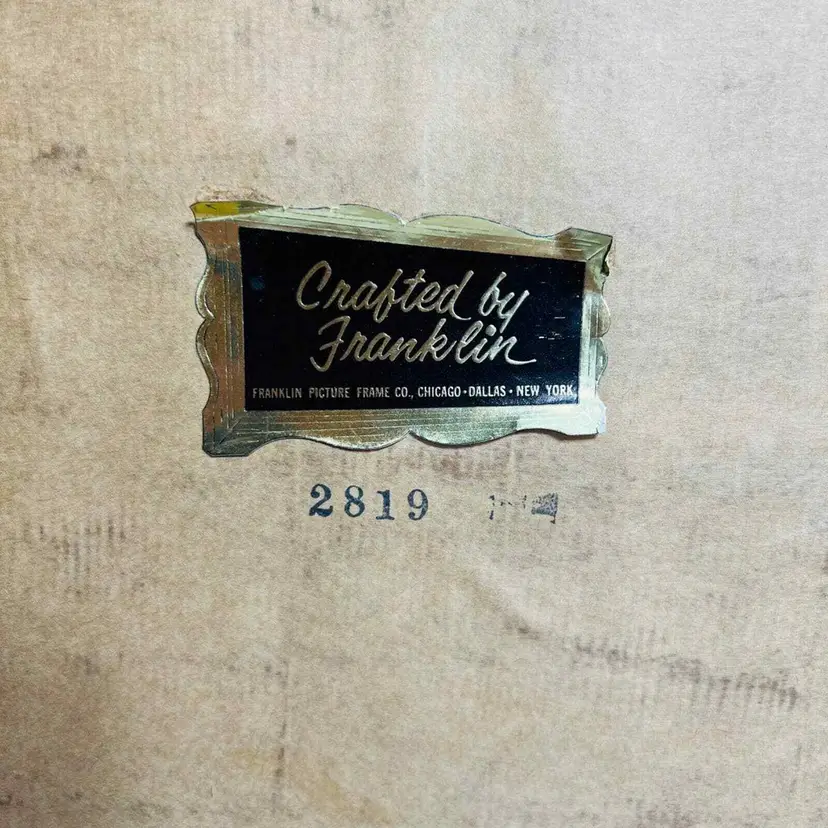 Crafted by
Franklin
FRANKLIN PICTURE FRAME CO., CHICAGO • DALLAS • NEW YORK
2819